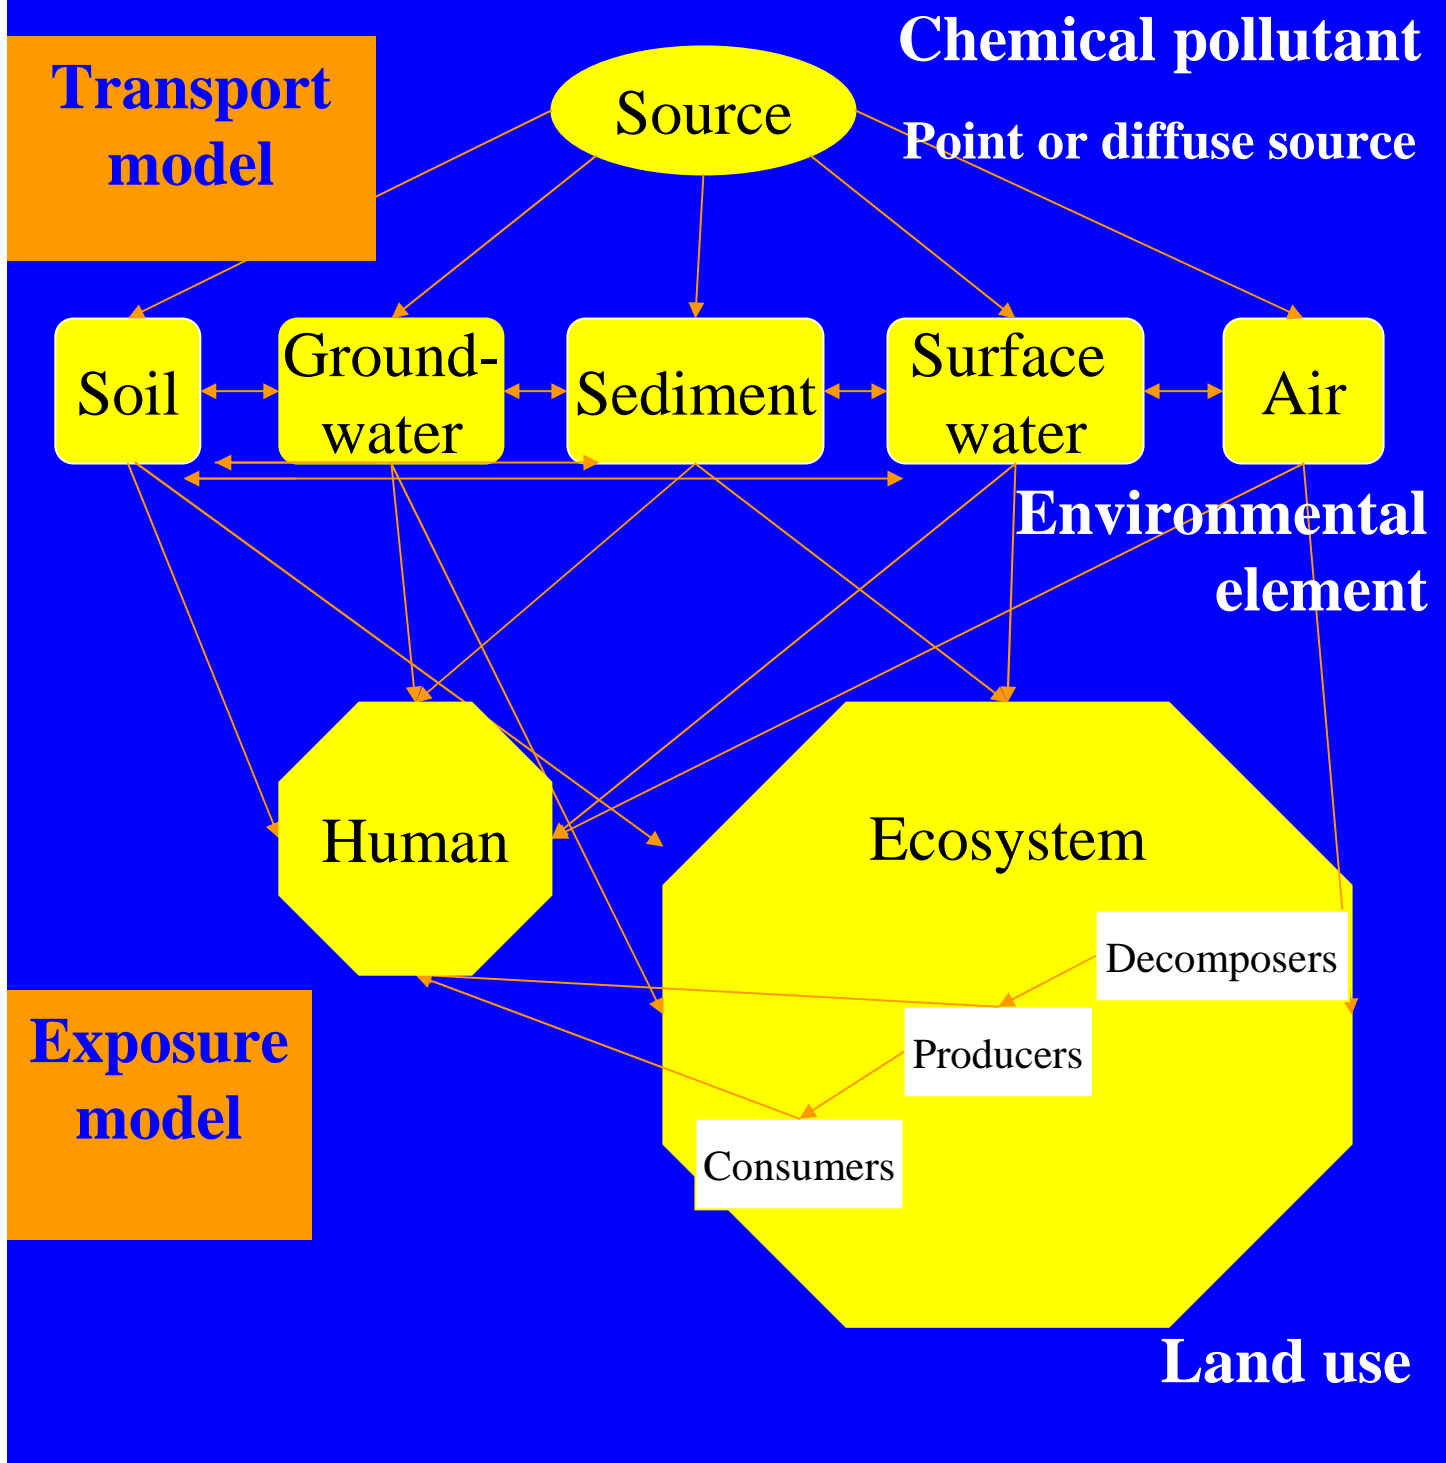 Chemical pollutant
Transport
model
Source
Point or diffuse source
Soil
Ground-
water
Sediment
Surface
water
Air
Environmental
element
Human
Ecosystem
Decomposers
Producers
Consumers
Exposure
model
Land use